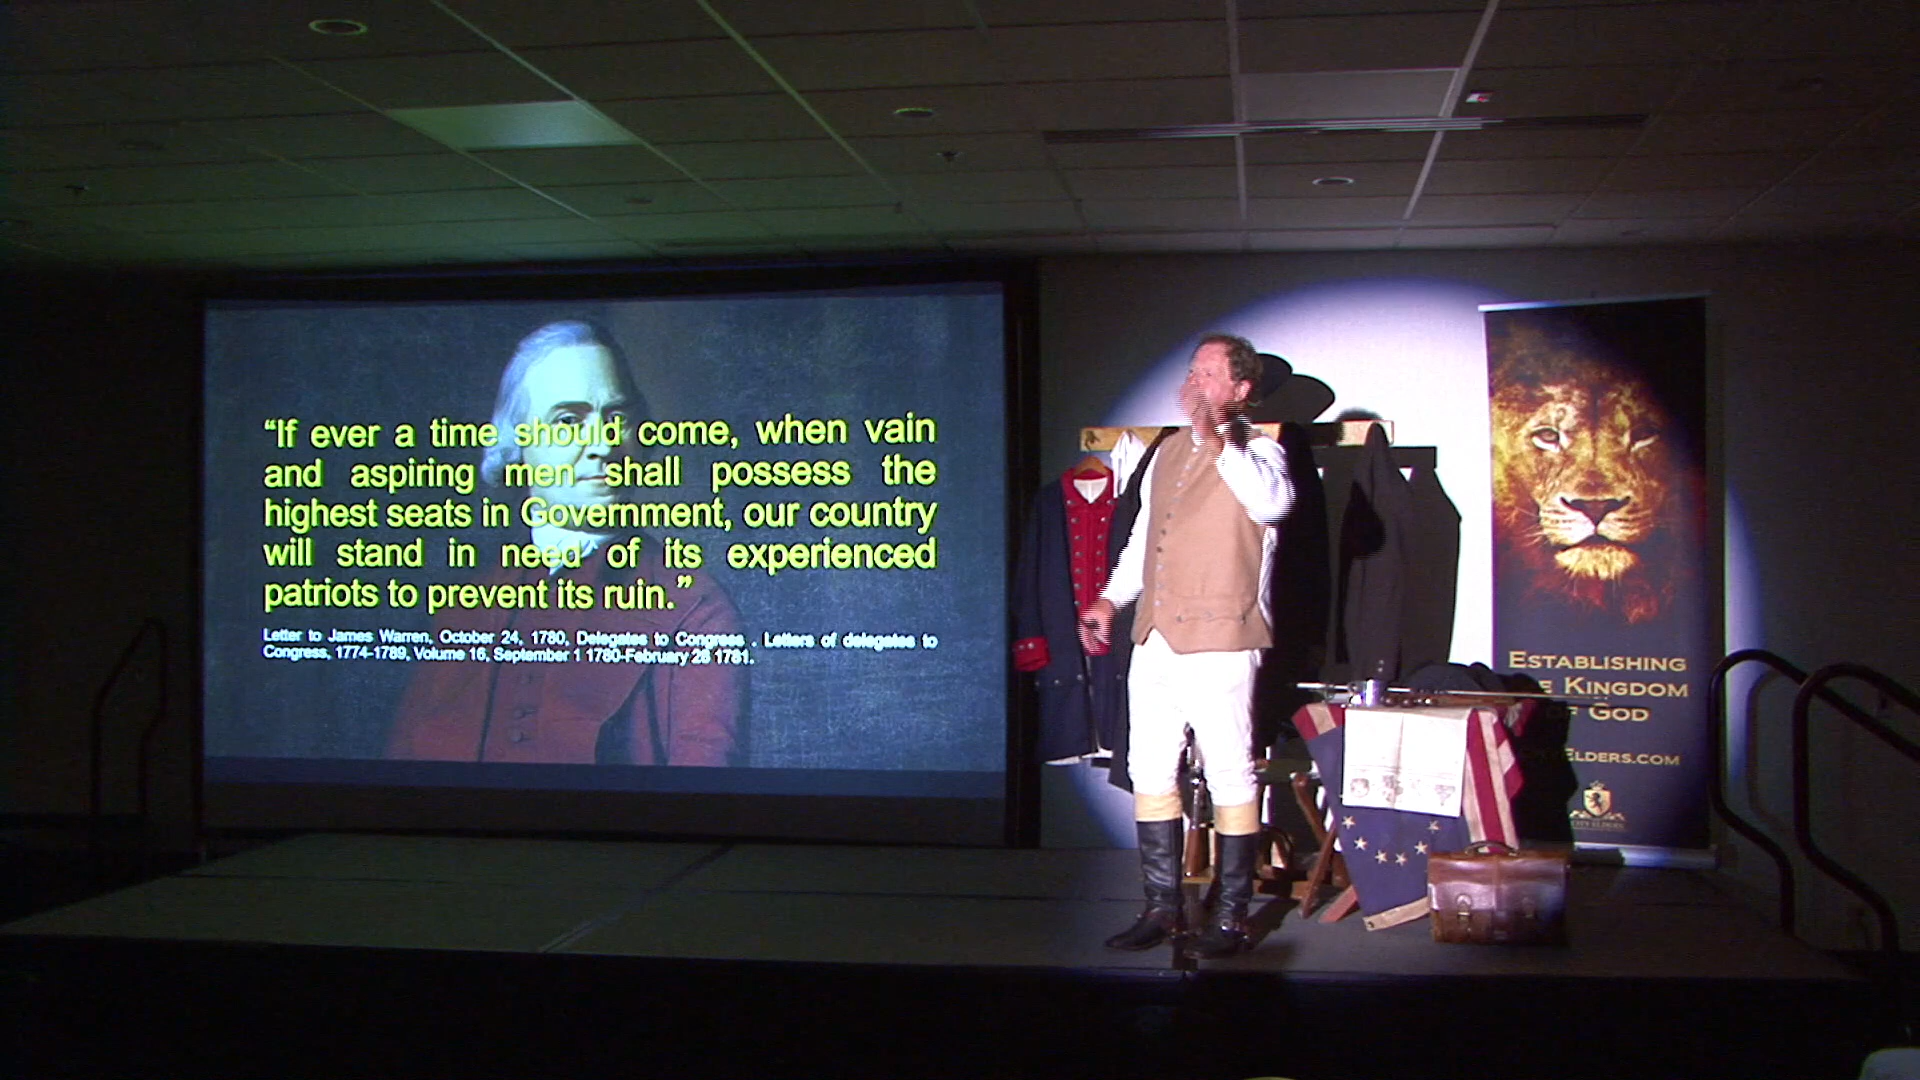 “If ever a time should come, when vain
and aspiring men shall possess the
highest seats in Government, our country
will stand in need of its experienced
patriots to prevent its ruin.”
Letter to James Warren, October 24, 1780, Delegates to Congress . Letters of delegates to
Congress, 1774-1789, Volume 16, September 1 1780-February 28 1781.
ESTABLISHING
KINGDOM
OF GOD
ELDERS.COM
CITY ELDERS